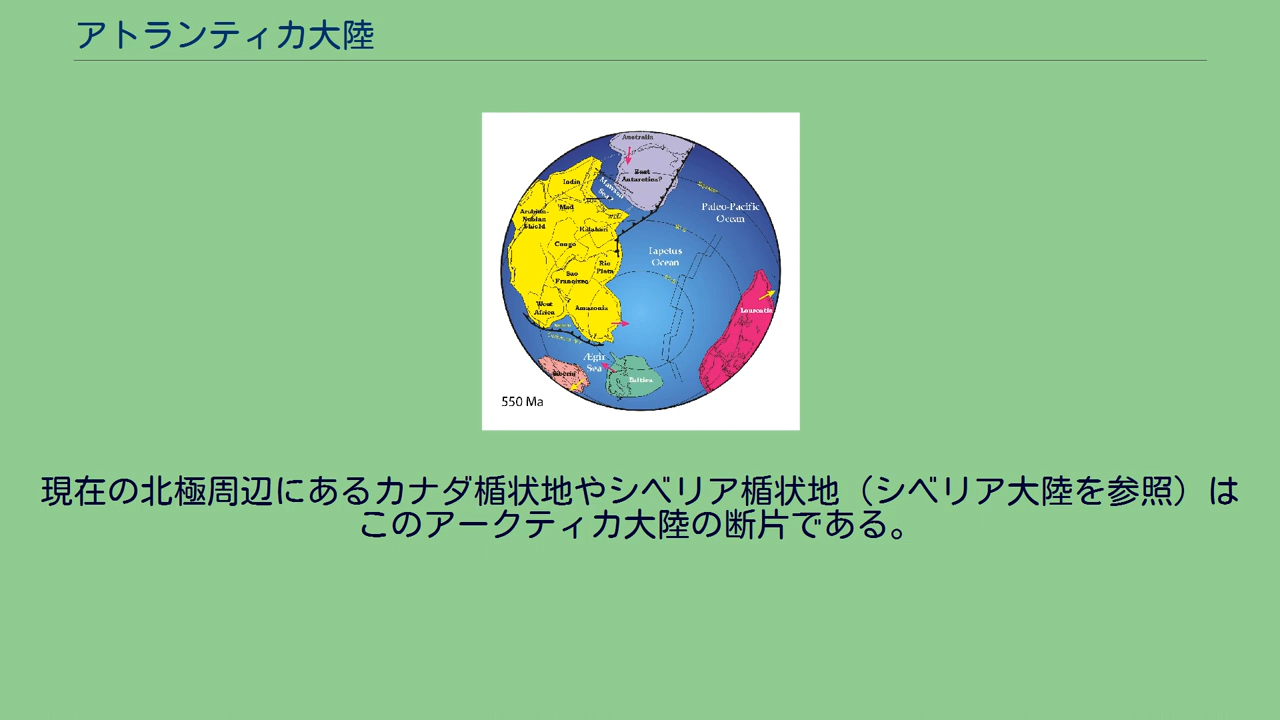 アトランティカ大陸
Australia
East
Antarctica?
India
Mawson
Sea?
Equator
Mad
Arabian-
Nubian
Shield
Paleo-Pacific
Ocean
Kalahari
Congo
Iapetus
Ocean
Rio
Plata
Sao
Francisco
West
Africa
Amazonia
Laurentia
Ægir
Sea
Siberia
Baltica
550 Ma
現在の北極周辺にあるカナダ楯状地やシベリア楯状地（シベリア大陸を参照）は
このアークティカ大陸の断片である。